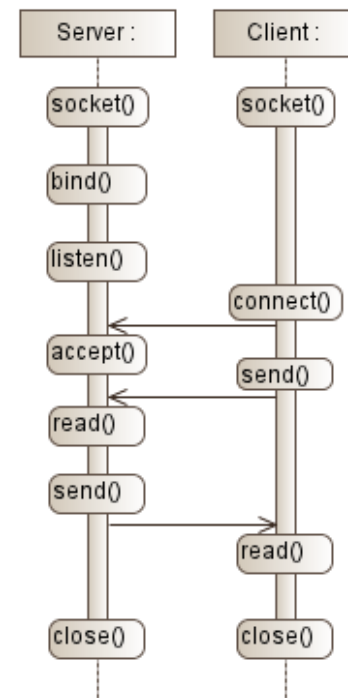 Server :
Client :
socket()
socket()
bind()
listen()
connect()
accept()
send()
read()
send()
read()
close()
close()